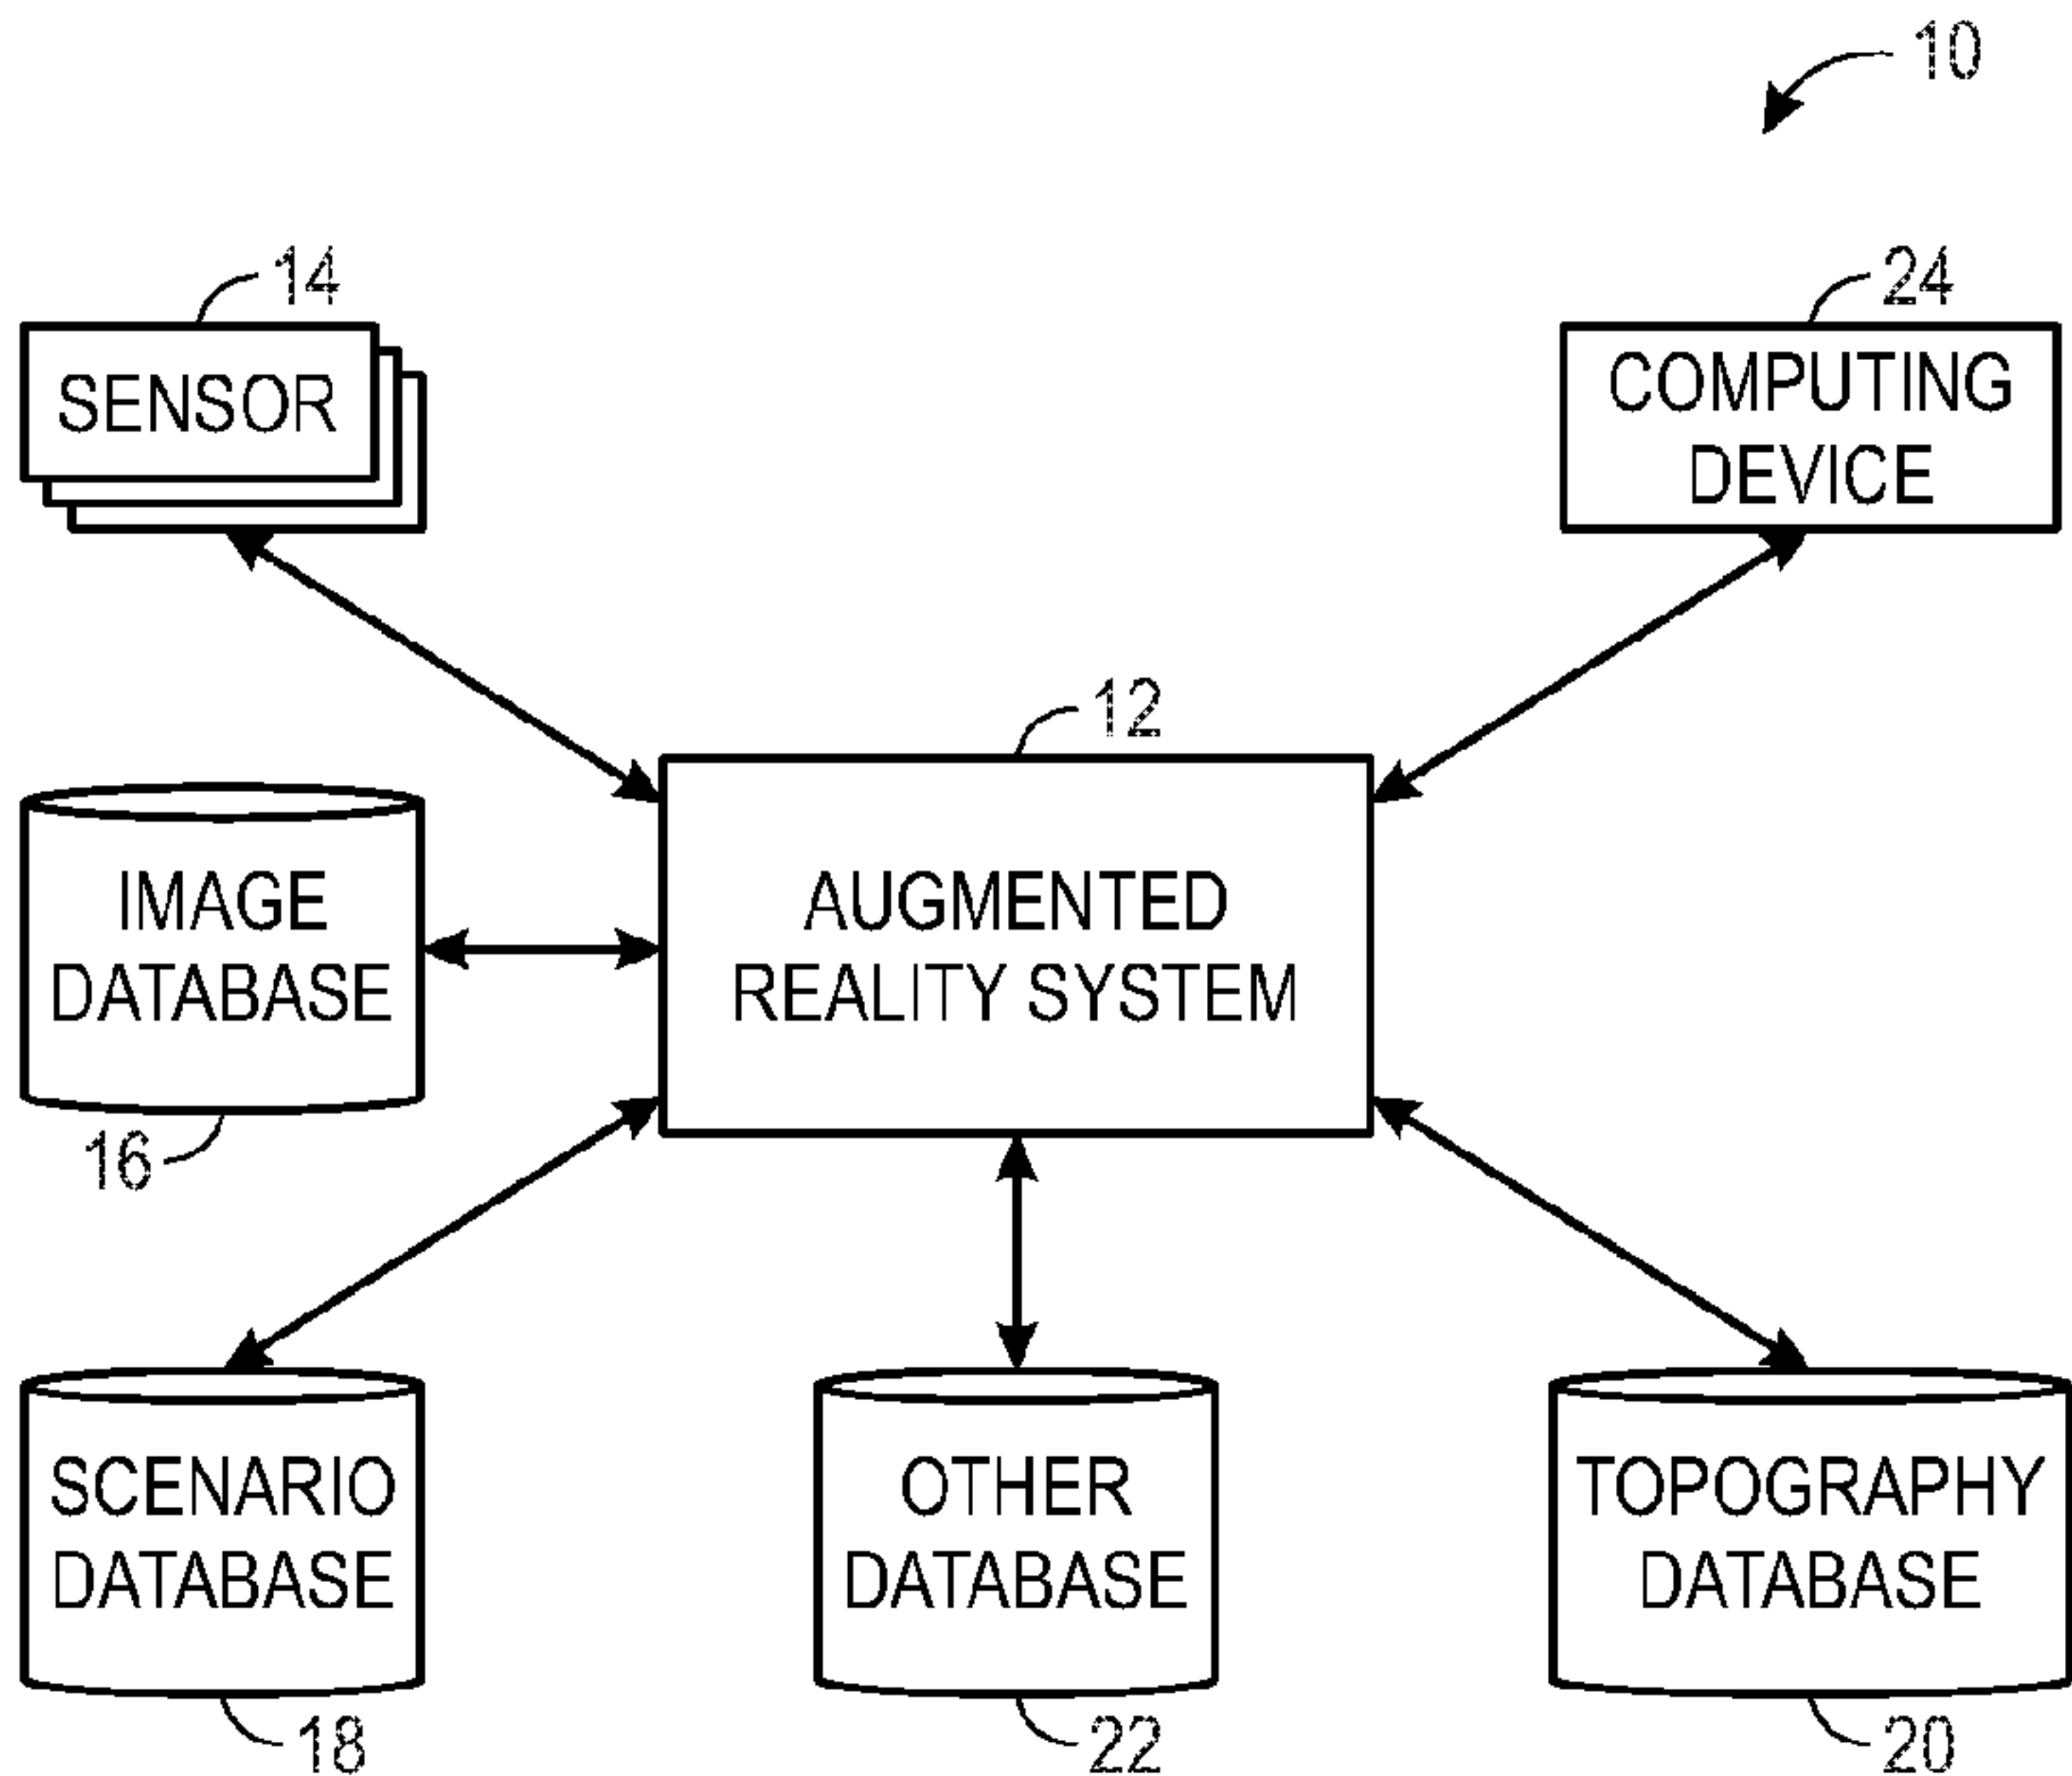 10
14
SENSOR
24
COMPUTING
DEVICE
12
AUGMENTED
REALITY SYSTEM
IMAGE
DATABASE
16
SCENARIO
DATABASE
18
OTHER
DATABASE
22
TOPOGRAPHY
DATABASE
20